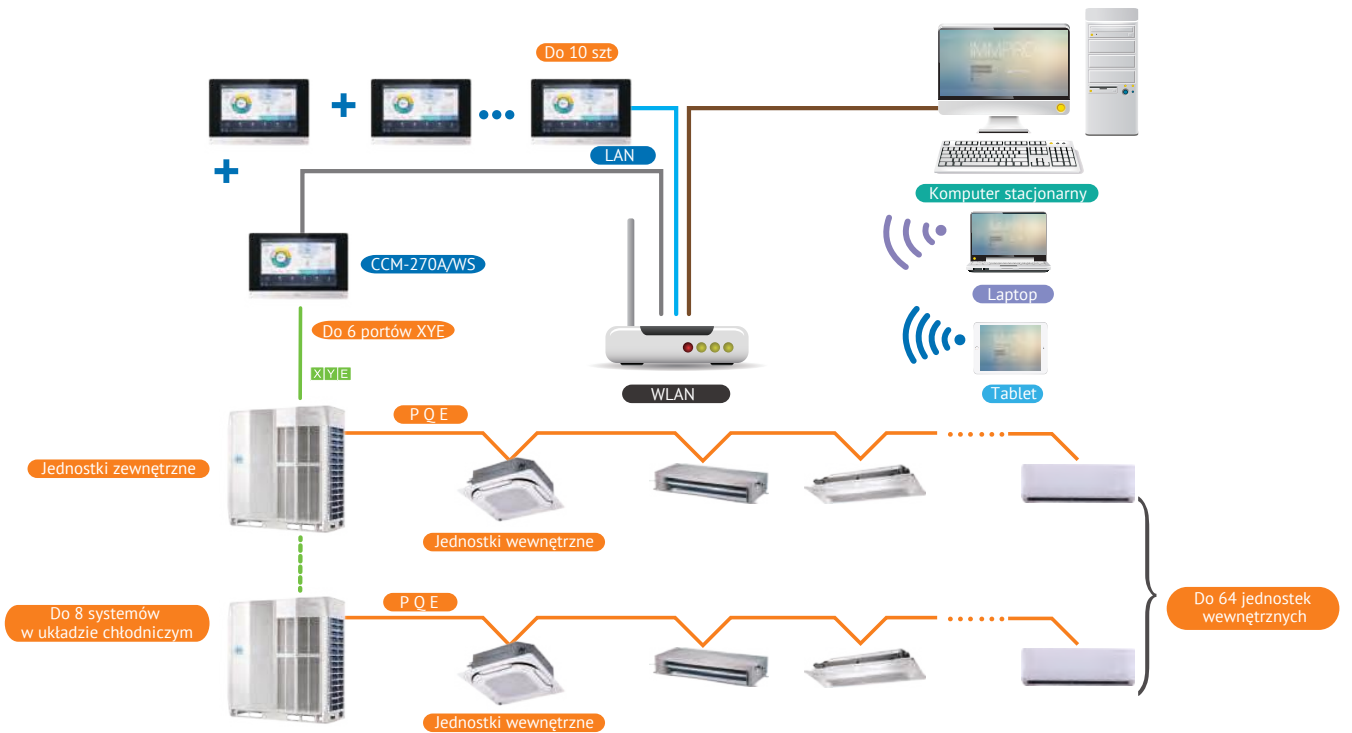 Do 10 szt
IMMPRO
LAN
Komputer stacjonarny
CCM-270A/WS
Laptop
Do 6 portów XYE
X Y E
WLAN
Tablet
P Q E
Jednostki zewnętrzne
Jednostki wewnętrzne
Do 8 systemów
w układzie chłodniczym
P Q E
Do 64 jednostek
wewnętrznych
Jednostki wewnętrzne